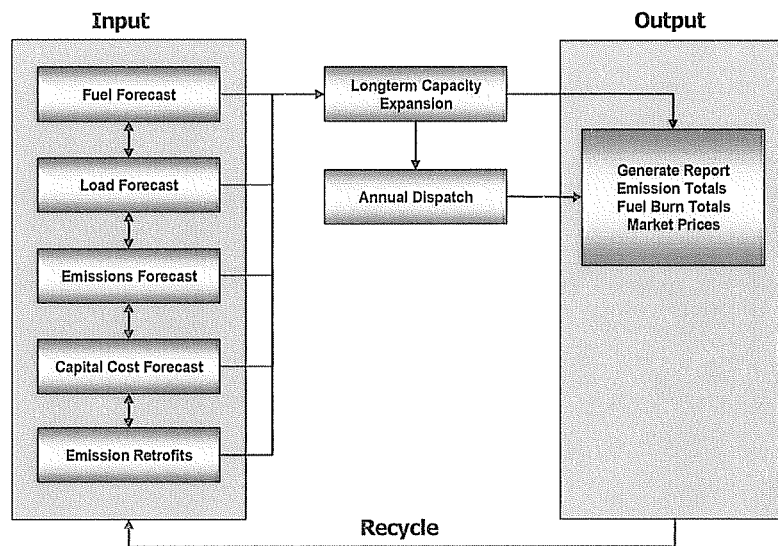 Input
Output
Fuel Forecast
Load Forecast
Emissions Forecast
Capital Cost Forecast
Emission Retrofits
Longterm Capacity
Expansion
Annual Dispatch
Generate Report
Emission Totals
Fuel Burn Totals
Market Prices
Recycle